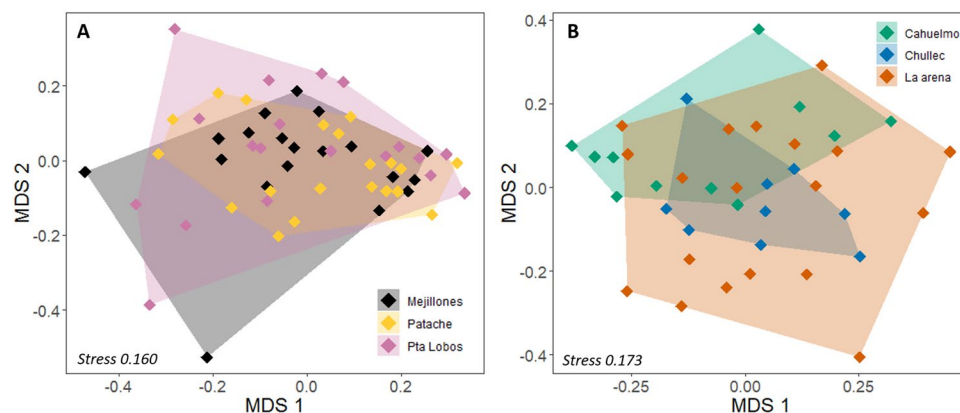 A
0.2
0.0
-0.2
-0.4
MDS 2
Mejillones
Patache
Pta Lobos
Stress 0.160
-0.4
-0.2
0.0
0.2
MDS 1
B
0.4
0.2
0.0
-0.2
-0.4
MDS 2
Cahuelmo
Chullec
La arena
Stress 0.173
-0.25
0.00
0.25
MDS 1